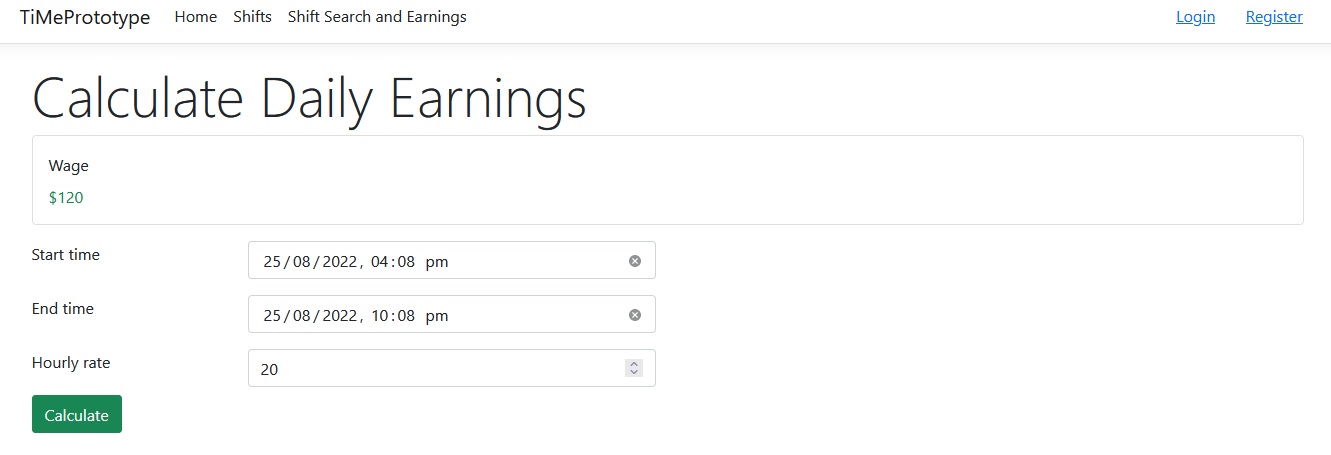 TiMePrototype Home Shifts Shift Search and Earnings Login Register
Calculate Daily Earnings
Wage
$120
Start time 25/08/2022, 04:08 pm
End time 25/08/2022, 10:08 pm
Hourly rate 20
Calculate